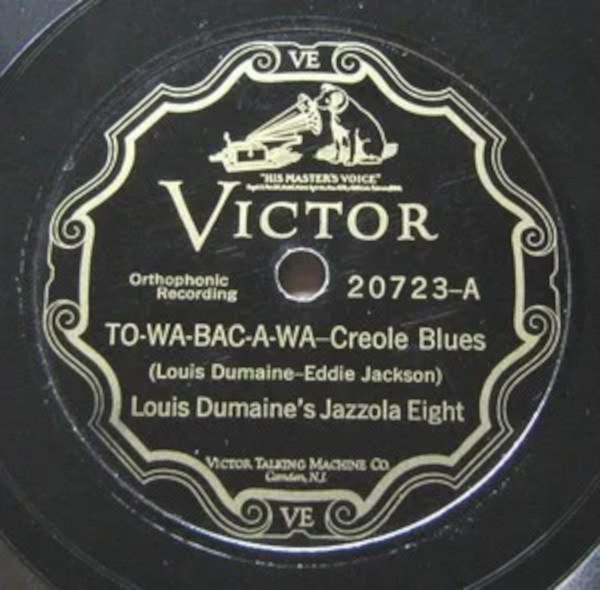 VE
"HIS MASTER'S VOICE"
VICTOR
Orthophonic
Recording
20723-A
TO-WA-BAC-A-WA–Creole Blues
(Louis Dumaine–Eddie Jackson)
Louis Dumaine's Jazzola Eight
VICTOR TALKING MACHINE CO.
Camden, N.J.
VE